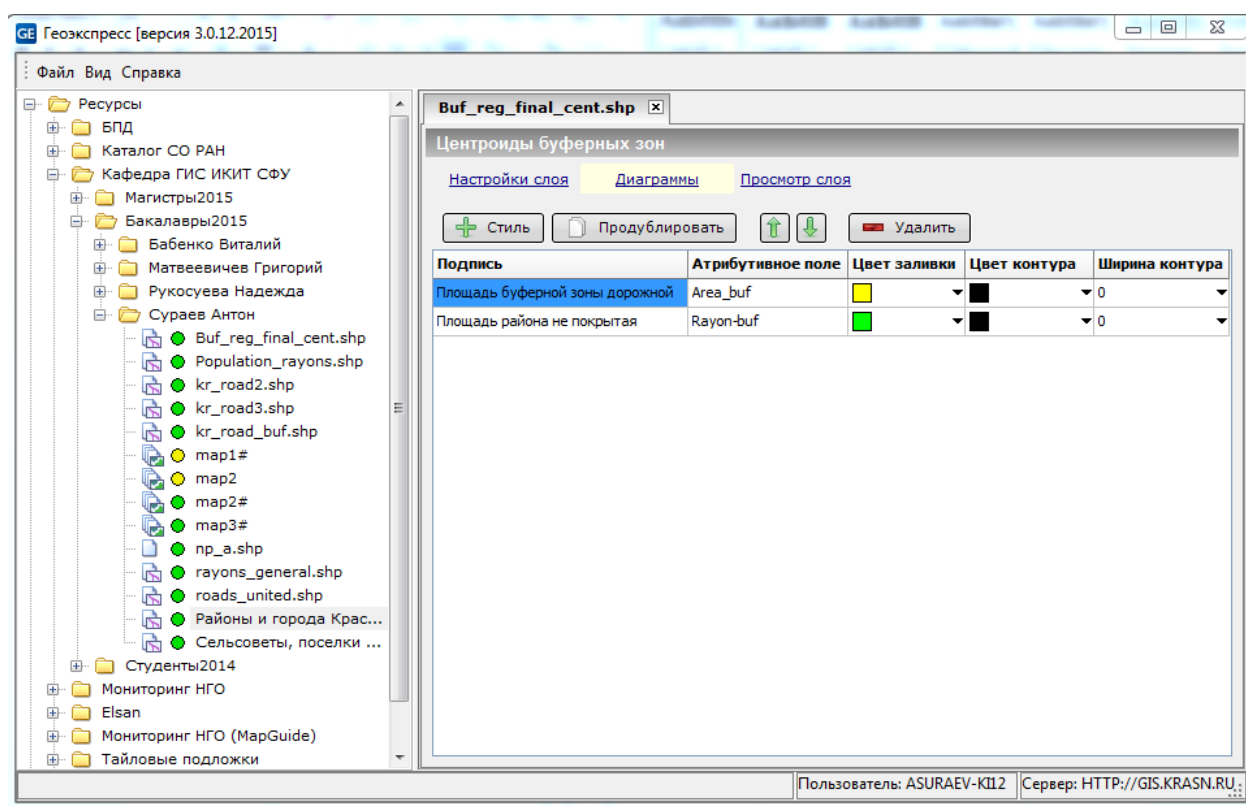 GE Геоэкспресс [версия 3.0.12.2015]
Файл Вид Справка
Ресурсы
БПД
Каталог СО РАН
Кафедра ГИС ИКИТ СФУ
Магистры2015
Бакалавры2015
Бабенко Виталий
Матвеевичев Григорий
Рукосуева Надежда
Сураев Антон
Buf_reg_final_cent.shp
Population_rayons.shp
kr_road2.shp
kr_road3.shp
kr_road_buf.shp
map1#
map2
map2#
map3#
np_a.shp
rayons_general.shp
roads_united.shp
Районы и города Крас...
Сельсоветы, поселки ...
Студенты2014
Мониторинг НГО
Elsan
Мониторинг НГО (MapGuide)
Тайловые подложки
Buf_reg_final_cent.shp
Центроиды буферных зон
Настройки слоя Диаграммы Просмотр слоя
Стиль Продублировать Удалить
Подпись Атрибутивное поле Цвет заливки Цвет контура Ширина контура
Площадь буферной зоны дорожной Area_buf 0
Площадь района не покрытая Rayon-buf 0
Пользователь: ASURAEV-KI12 Сервер: HTTP://GIS.KRASN.RU